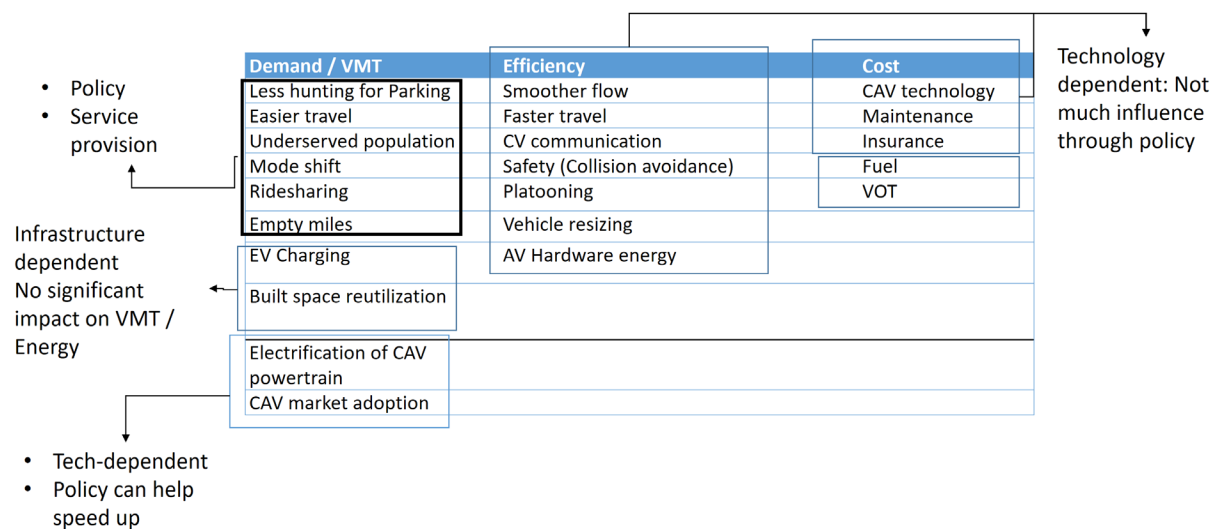 Demand / VMT
Efficiency
Cost
Less hunting for Parking
Smoother flow
CAV technology
Easier travel
Faster travel
Maintenance
Underserved population
CV communication
Insurance
Mode shift
Safety (Collision avoidance)
Fuel
Ridesharing
Platooning
VOT
Empty miles
Vehicle resizing
EV Charging
AV Hardware energy
Built space reutilization
Electrification of CAV
powertrain
CAV market adoption
• Policy
• Service
provision
Infrastructure
dependent
No significant
impact on VMT /
Energy
• Tech-dependent
• Policy can help
speed up
Technology
dependent: Not
much influence
through policy